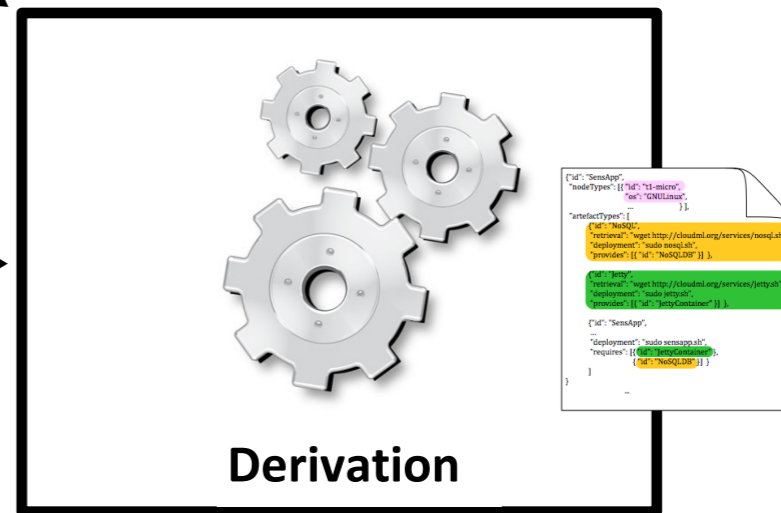 {"id": "SensApp",
"nodeTypes": [{ "id": "t1-micro",
"os": "GNULinux",
... } ],
"artefactTypes": [
{"id": "NoSQL",
"retrieval": "wget http://cloudml.org/services/nosql.sh
"deployment": "sudo nosql.sh",
"provides": [{ "id": "NoSQLDB" }] },
{"id": "Jetty",
"retrieval": "wget http://cloudml.org/services/jetty.sh"
"deployment": "sudo jetty.sh",
"provides": [{ "id": "JettyContainer" }] },
{"id": "SensApp",
...
"deployment": "sudo sensapp.sh",
"requires": [{ "id": "JettyContainer"},
{ "id": "NoSQLDB" }] }
]
}
...
Derivation